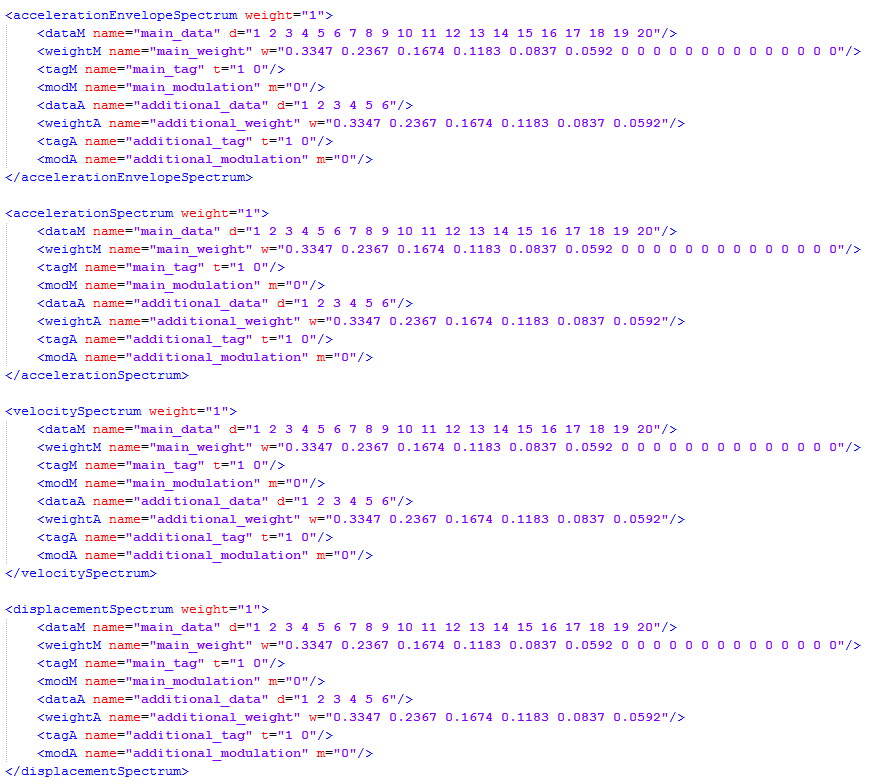 <accelerationEnvelopeSpectrum weight="1">
<dataM name="main_data" d="1 2 3 4 5 6 7 8 9 10 11 12 13 14 15 16 17 18 19 20"/>
<weightM name="main_weight" w="0.3347 0.2367 0.1674 0.1183 0.0837 0.0592 0 0 0 0 0 0 0 0 0 0 0 0 0 0"/>
<tagM name="main_tag" t="1 0"/>
<modM name="main_modulation" m="0"/>
<dataA name="additional_data" d="1 2 3 4 5 6"/>
<weightA name="additional_weight" w="0.3347 0.2367 0.1674 0.1183 0.0837 0.0592"/>
<tagA name="additional_tag" t="1 0"/>
<modA name="additional_modulation" m="0"/>
</accelerationEnvelopeSpectrum>
<accelerationSpectrum weight="1">
<dataM name="main_data" d="1 2 3 4 5 6 7 8 9 10 11 12 13 14 15 16 17 18 19 20"/>
<weightM name="main_weight" w="0.3347 0.2367 0.1674 0.1183 0.0837 0.0592 0 0 0 0 0 0 0 0 0 0 0 0 0 0"/>
<tagM name="main_tag" t="1 0"/>
<modM name="main_modulation" m="0"/>
<dataA name="additional_data" d="1 2 3 4 5 6"/>
<weightA name="additional_weight" w="0.3347 0.2367 0.1674 0.1183 0.0837 0.0592"/>
<tagA name="additional_tag" t="1 0"/>
<modA name="additional_modulation" m="0"/>
</accelerationSpectrum>
<velocitySpectrum weight="1">
<dataM name="main_data" d="1 2 3 4 5 6 7 8 9 10 11 12 13 14 15 16 17 18 19 20"/>
<weightM name="main_weight" w="0.3347 0.2367 0.1674 0.1183 0.0837 0.0592 0 0 0 0 0 0 0 0 0 0 0 0 0 0"/>
<tagM name="main_tag" t="1 0"/>
<modM name="main_modulation" m="0"/>
<dataA name="additional_data" d="1 2 3 4 5 6"/>
<weightA name="additional_weight" w="0.3347 0.2367 0.1674 0.1183 0.0837 0.0592"/>
<tagA name="additional_tag" t="1 0"/>
<modA name="additional_modulation" m="0"/>
</velocitySpectrum>
<displacementSpectrum weight="1">
<dataM name="main_data" d="1 2 3 4 5 6 7 8 9 10 11 12 13 14 15 16 17 18 19 20"/>
<weightM name="main_weight" w="0.3347 0.2367 0.1674 0.1183 0.0837 0.0592 0 0 0 0 0 0 0 0 0 0 0 0 0 0"/>
<tagM name="main_tag" t="1 0"/>
<modM name="main_modulation" m="0"/>
<dataA name="additional_data" d="1 2 3 4 5 6"/>
<weightA name="additional_weight" w="0.3347 0.2367 0.1674 0.1183 0.0837 0.0592"/>
<tagA name="additional_tag" t="1 0"/>
<modA name="additional_modulation" m="0"/>
</displacementSpectrum>